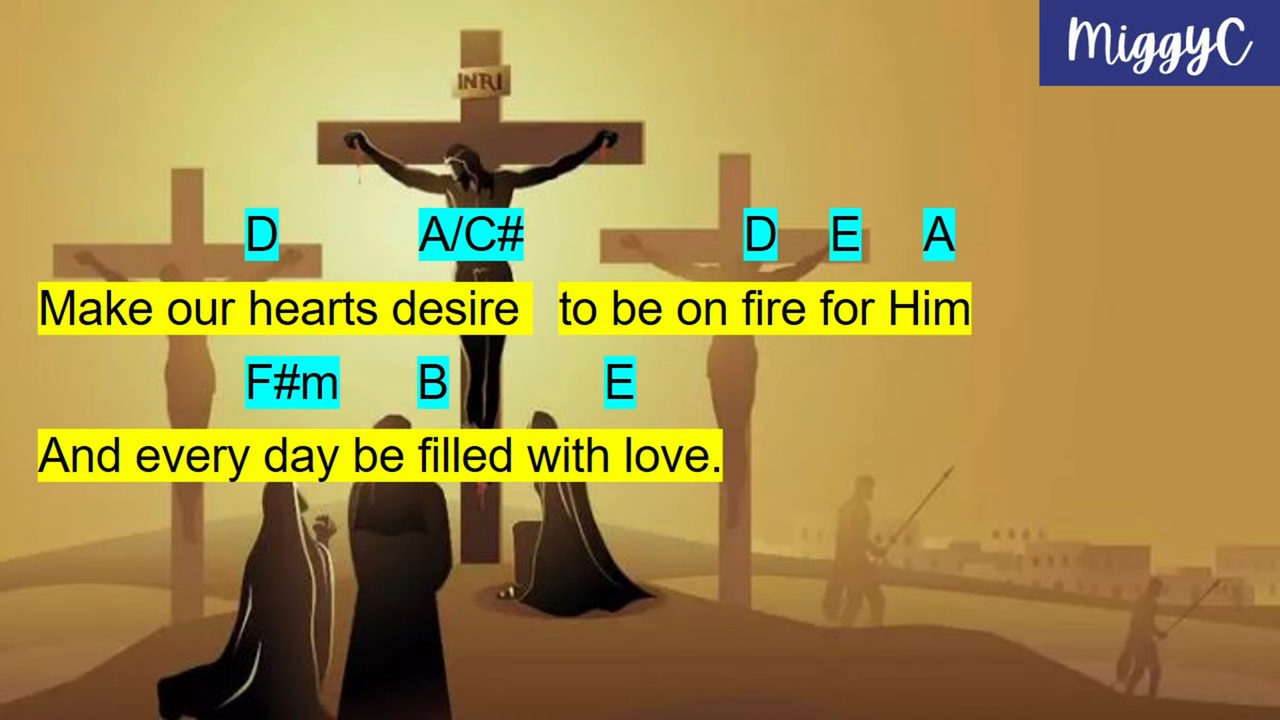 MiggyC
INRI
D A/C# D E A
Make our hearts desire to be on fire for Him
F#m B E
And every day be filled with love.